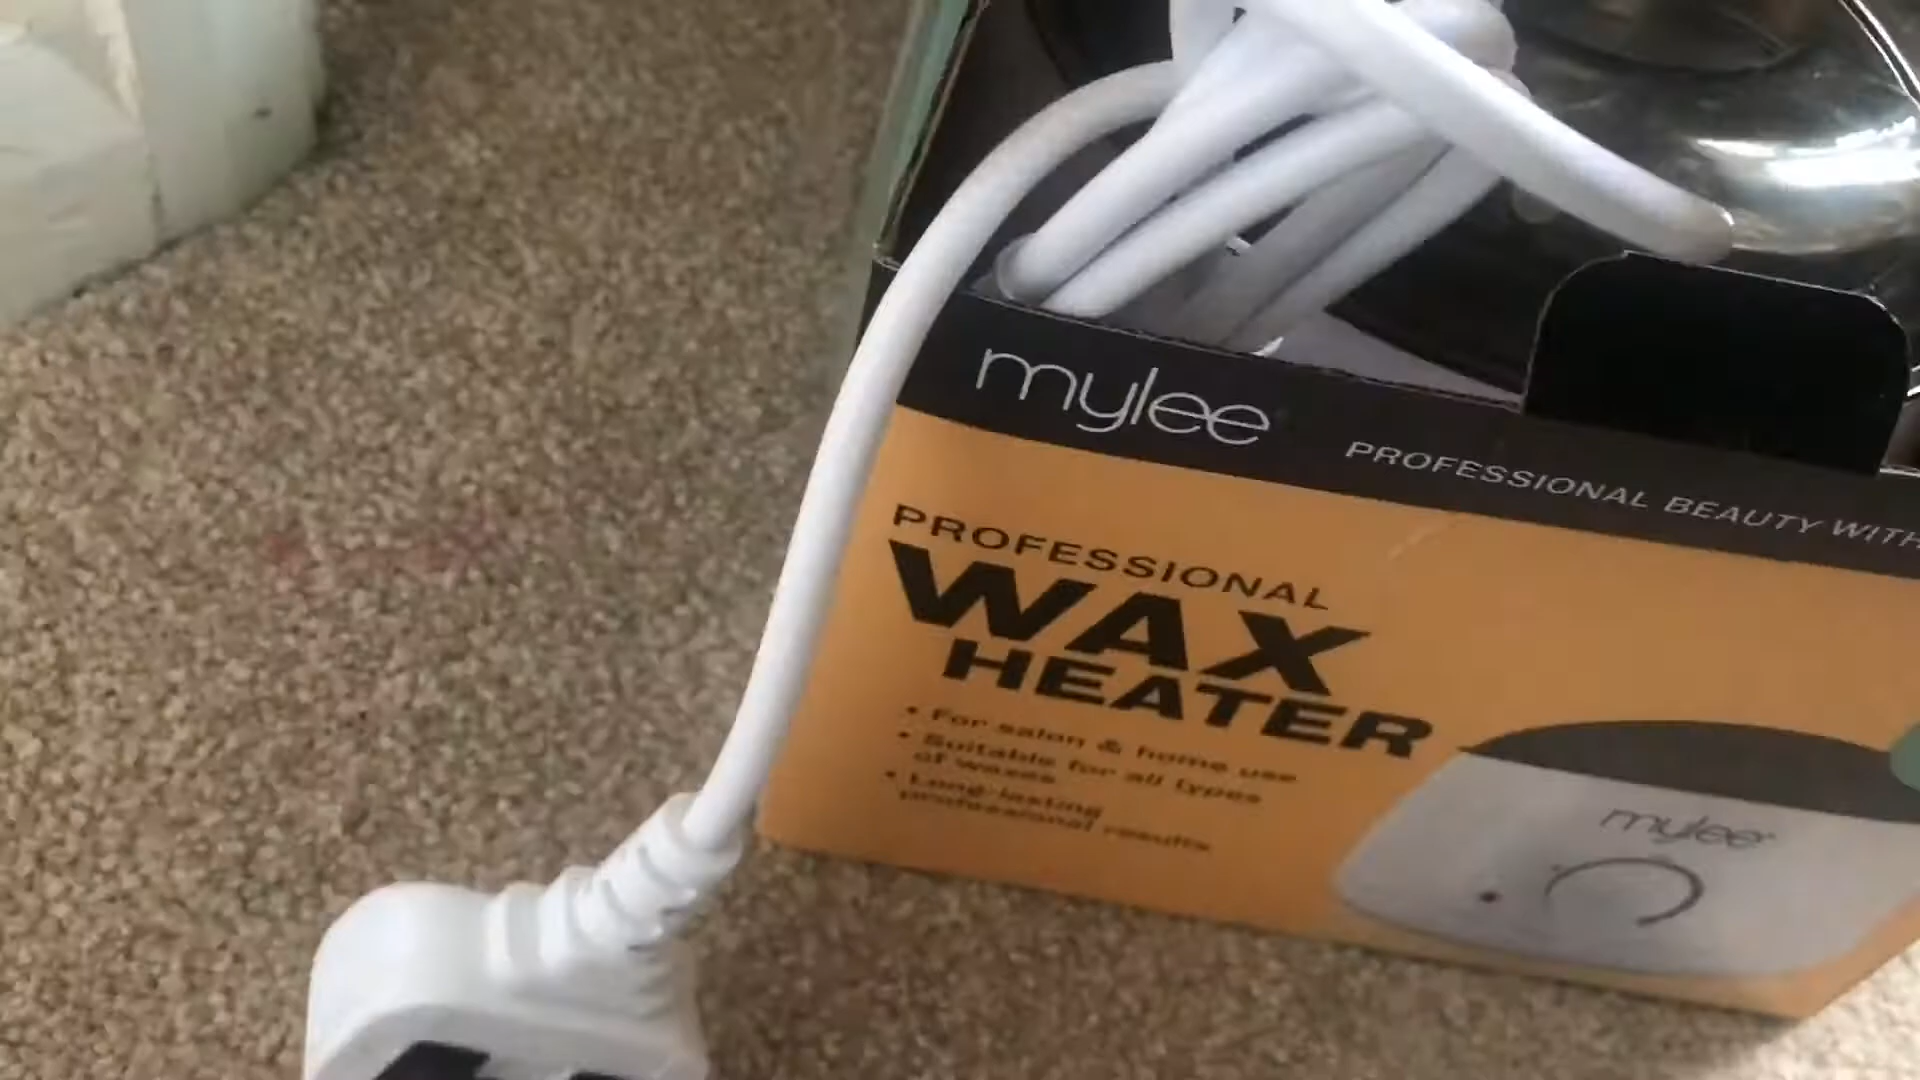 mylee
PROFESSIONAL BEAUTY WITH
PROFESSIONAL
WAX
HEATER
• For salon & home use
• Suitable for all types
of waxes
• Long-lasting
professional results
mylee